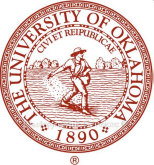 THE UNIVERSITY OF OKLAHOMA
CIVI ET REIPUBLICAE
1890
®